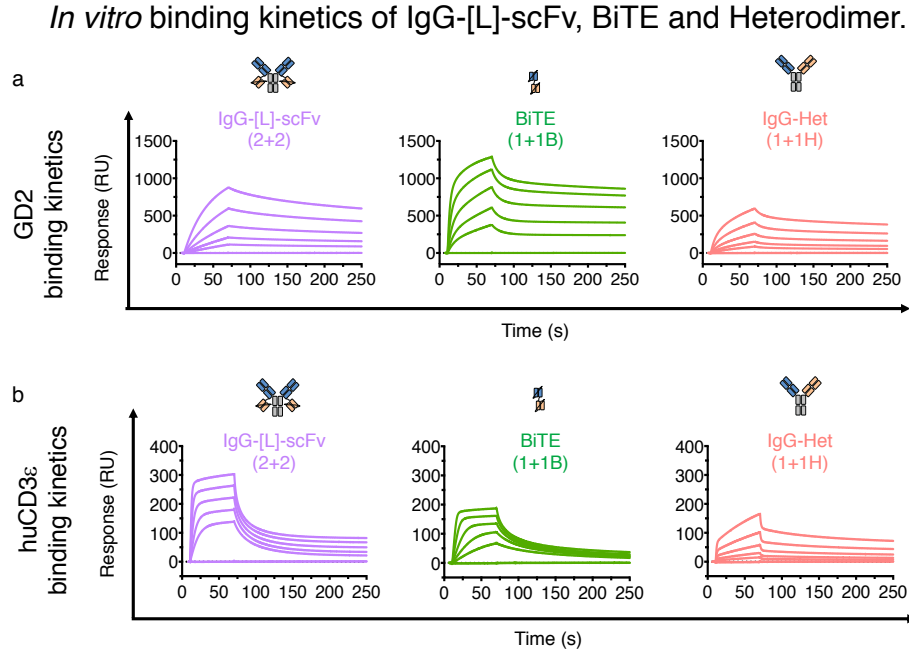 In vitro binding kinetics of IgG-[L]-scFv, BiTE and Heterodimer.
a
GD2
binding kinetics
Response (RU)
IgG-[L]-scFv
(2+2)
1500
1000
500
0
0 50 100 150 200 250
BiTE
(1+1B)
1500
1000
500
0
0 50 100 150 200 250
IgG-Het
(1+1H)
1500
1000
500
0
0 50 100 150 200 250
Time (s)
b
huCD3ε
binding kinetics
Response (RU)
IgG-[L]-scFv
(2+2)
400
300
200
100
0
0 50 100 150 200 250
BiTE
(1+1B)
400
300
200
100
0
0 50 100 150 200 250
IgG-Het
(1+1H)
400
300
200
100
0
0 50 100 150 200 250
Time (s)